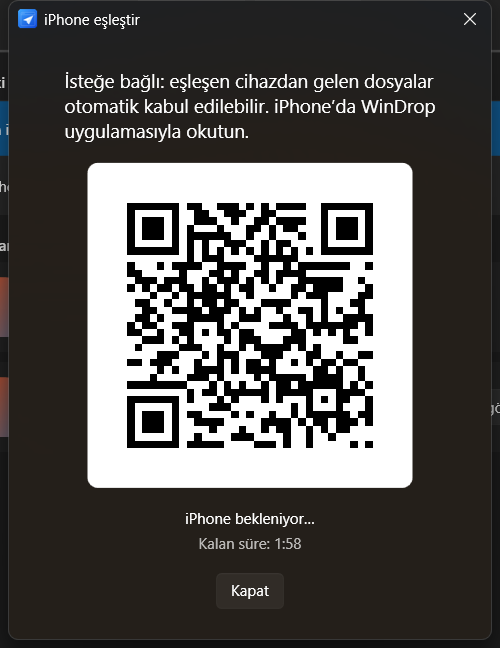 iPhone eşleştir
İsteğe bağlı: eşleşen cihazdan gelen dosyalar
otomatik kabul edilebilir. iPhone’da WinDrop
uygulamasıyla okutun.
iPhone bekleniyor...
Kalan süre: 1:58
Kapat